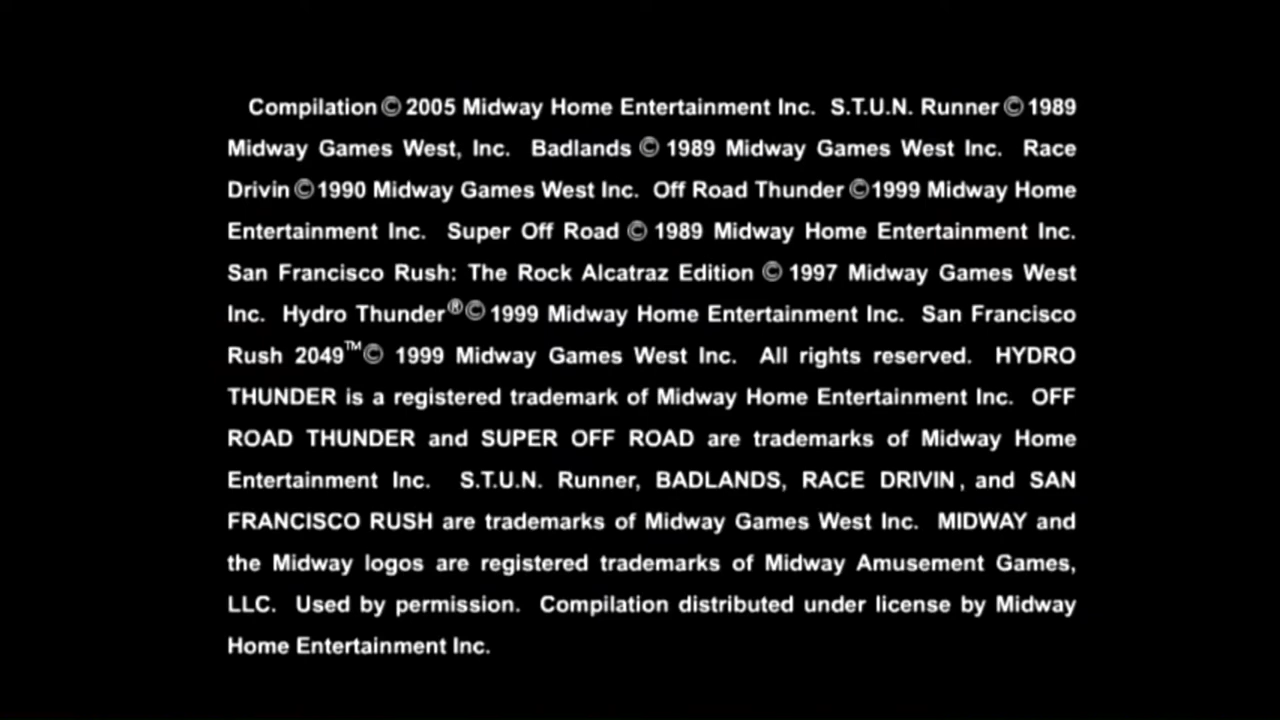 Compilation © 2005 Midway Home Entertainment Inc. S.T.U.N. Runner © 1989
Midway Games West, Inc. Badlands © 1989 Midway Games West Inc. Race
Drivin © 1990 Midway Games West Inc. Off Road Thunder © 1999 Midway Home
Entertainment Inc. Super Off Road © 1989 Midway Home Entertainment Inc.
San Francisco Rush: The Rock Alcatraz Edition © 1997 Midway Games West
Inc. Hydro Thunder® © 1999 Midway Home Entertainment Inc. San Francisco
Rush 2049™ © 1999 Midway Games West Inc. All rights reserved. HYDRO
THUNDER is a registered trademark of Midway Home Entertainment Inc. OFF
ROAD THUNDER and SUPER OFF ROAD are trademarks of Midway Home
Entertainment Inc. S.T.U.N. Runner, BADLANDS, RACE DRIVIN, and SAN
FRANCISCO RUSH are trademarks of Midway Games West Inc. MIDWAY and
the Midway logos are registered trademarks of Midway Amusement Games,
LLC. Used by permission. Compilation distributed under license by Midway
Home Entertainment Inc.